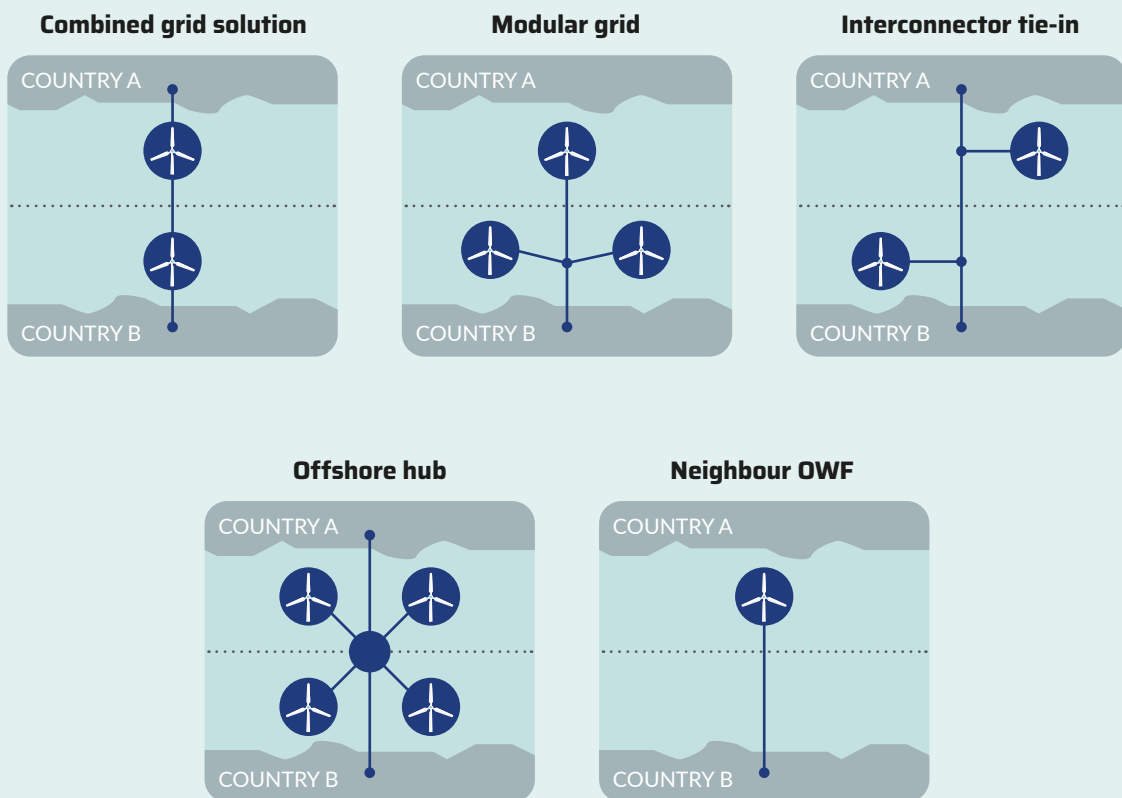 Combined grid solution
Modular grid
Interconnector tie-in
COUNTRY A
COUNTRY A
COUNTRY A
COUNTRY B
COUNTRY B
COUNTRY B
Offshore hub
Neighbour OWF
COUNTRY A
COUNTRY A
COUNTRY B
COUNTRY B